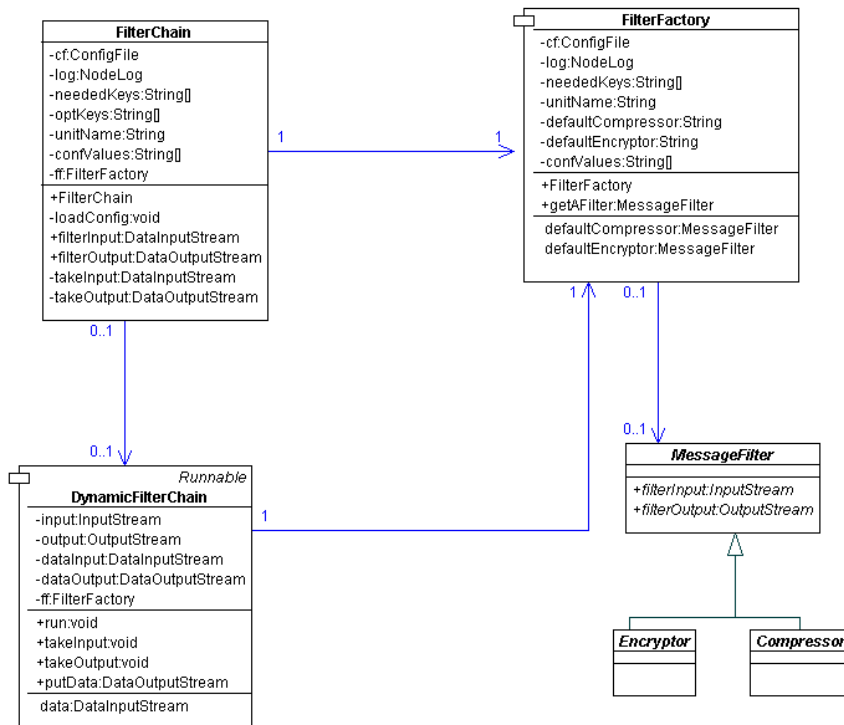 FilterChain
-cf:ConfigFile
-log:NodeLog
-neededKeys:String[]
-optKeys:String[]
-unitName:String
-confValues:String[]
-ff:FilterFactory
+FilterChain
-loadConfig:void
+filterInput:DataInputStream
+filterOutput:DataOutputStream
-takeInput:DataInputStream
-takeOutput:DataOutputStream
1
1
FilterFactory
-cf:ConfigFile
-log:NodeLog
-neededKeys:String[]
-unitName:String
-defaultCompressor:String
-defaultEncryptor:String
-confValues:String[]
+FilterFactory
+getAFilter:MessageFilter
defaultCompressor:MessageFilter
defaultEncryptor:MessageFilter
1
0..1
0..1
0..1
0..1
Runnable
DynamicFilterChain
-input:InputStream
-output:OutputStream
-dataInput:DataInputStream
-dataOutput:DataOutputStream
-ff:FilterFactory
+run:void
+takeInput:void
+takeOutput:void
+putData:DataOutputStream
data:DataInputStream
1
MessageFilter
+filterInput:InputStream
+filterOutput:OutputStream
Encryptor
Compressor